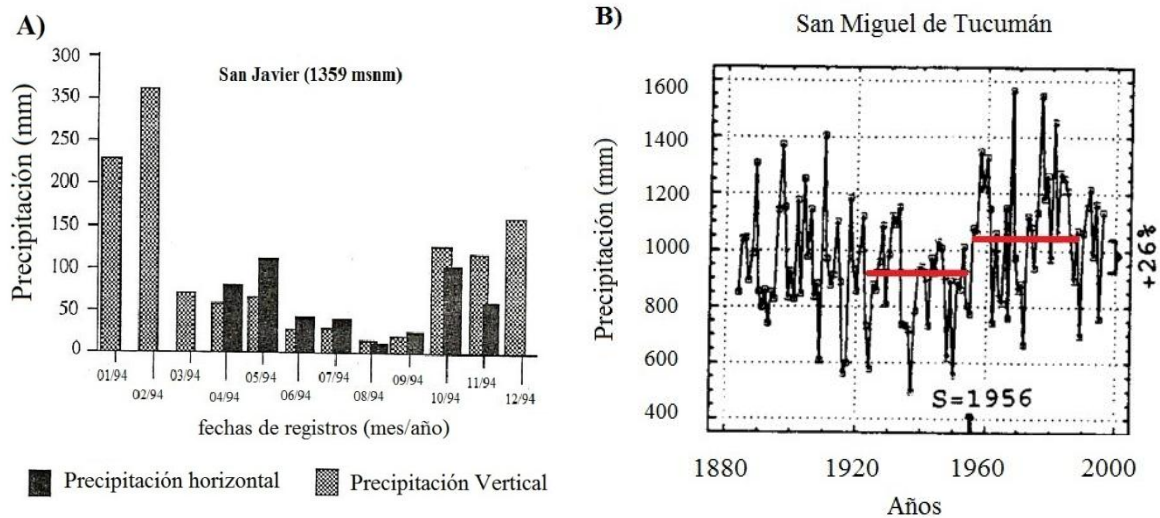 A)
San Javier (1359 msnm)
Precipitación (mm)
300
350
250
200
150
100
50
0
01/94
02/94
03/94
04/94
05/94
06/94
07/94
08/94
09/94
10/94
11/94
12/94
fechas de registros (mes/año)
Precipitación horizontal
Precipitación Vertical
B)
San Miguel de Tucumán
Precipitación (mm)
1600
1400
1200
1000
800
600
400
S=1956
+26%
1880
1920
1960
2000
Años